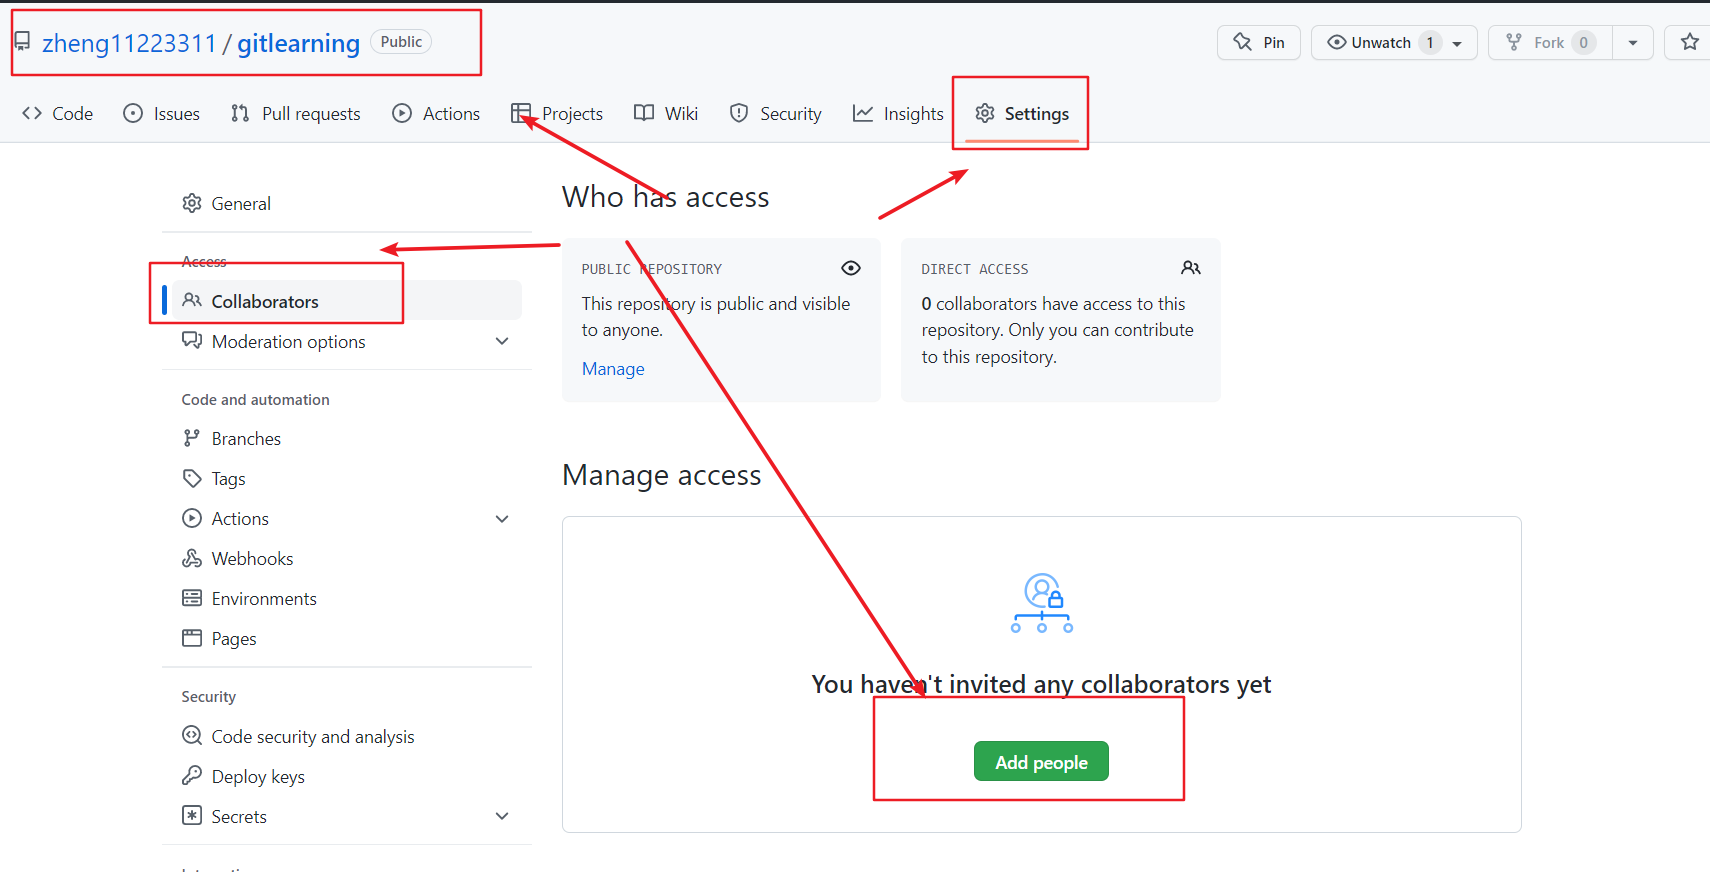 zheng11223311 / gitlearning Public
Pin Unwatch 1 Fork 0
Code Issues Pull requests Actions Projects Wiki Security Insights Settings
General
Access
Collaborators
Moderation options
Code and automation
Branches
Tags
Actions
Webhooks
Environments
Pages
Security
Code security and analysis
Deploy keys
Secrets
Who has access
PUBLIC REPOSITORY
This repository is public and visible
to anyone.
Manage
DIRECT ACCESS
0 collaborators have access to this
repository. Only you can contribute
to this repository.
Manage access
You haven't invited any collaborators yet
Add people